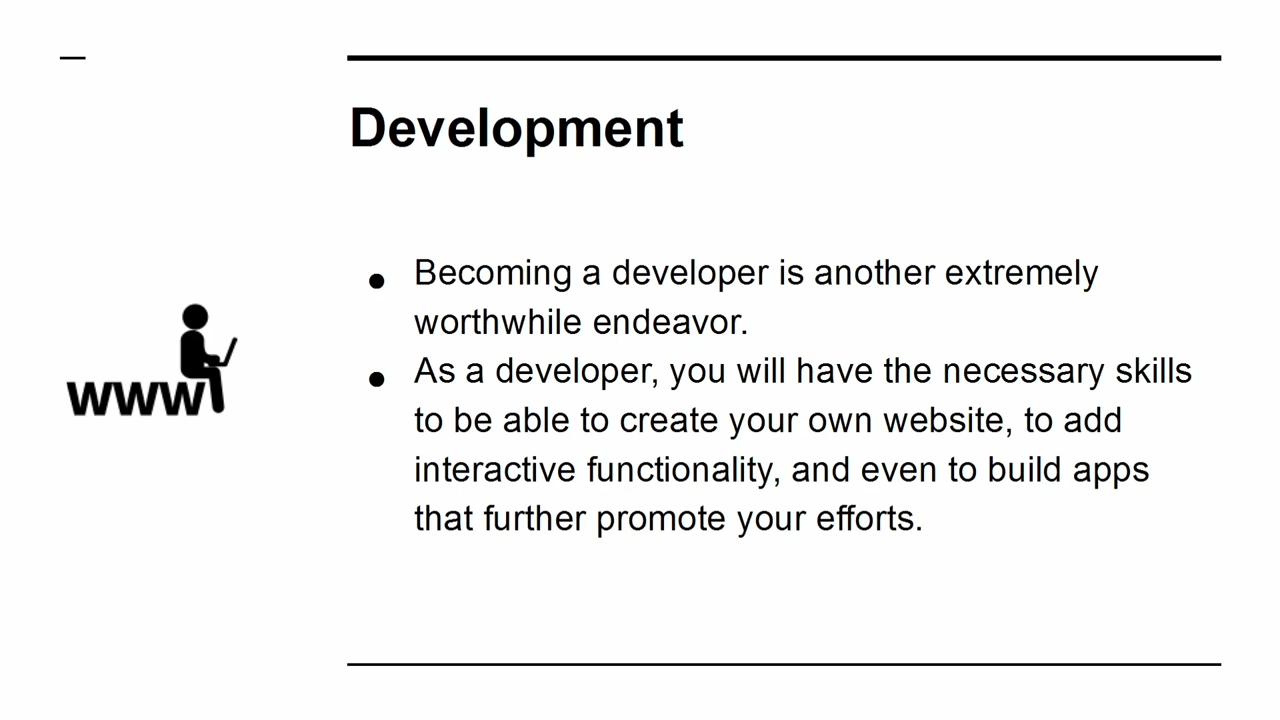 Development
• Becoming a developer is another extremely
worthwhile endeavor.
• As a developer, you will have the necessary skills
to be able to create your own website, to add
interactive functionality, and even to build apps
that further promote your efforts.
www